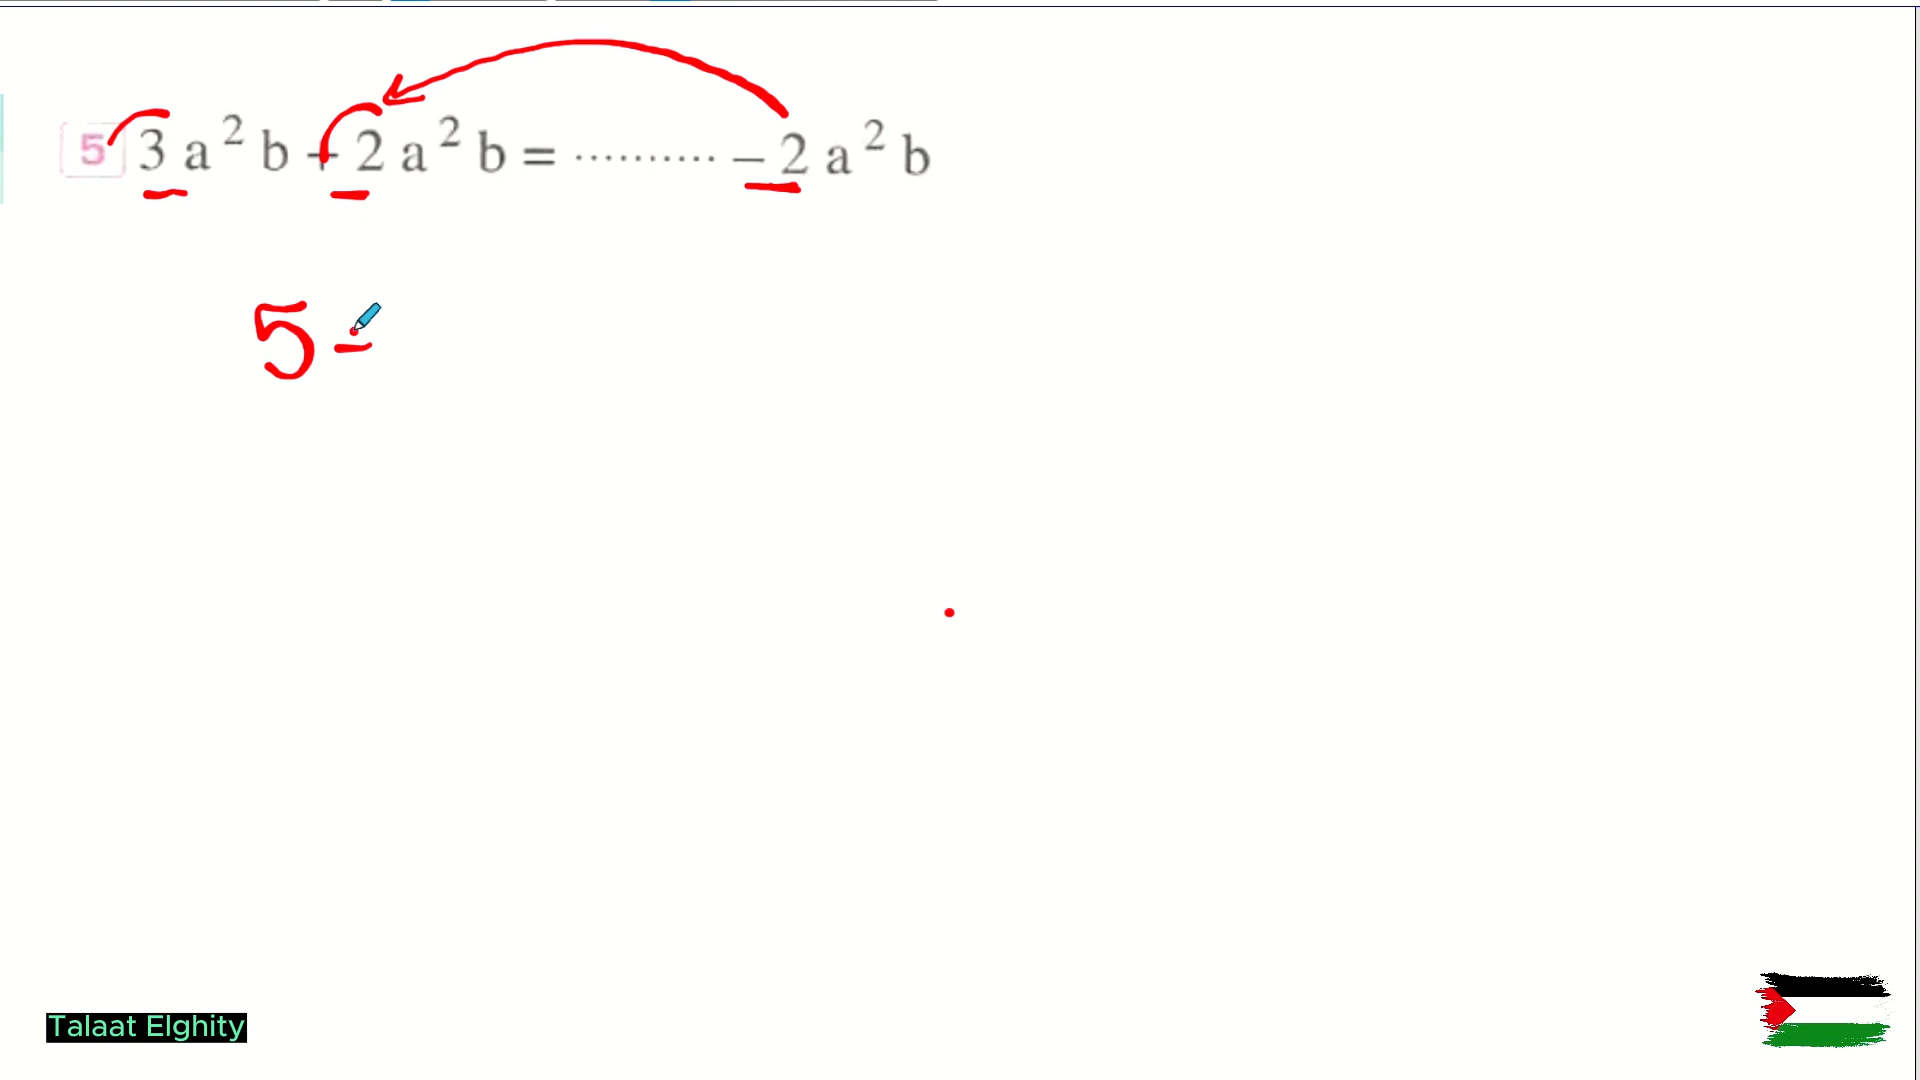 5 3 a² b + 2 a² b = .......... – 2 a² b
5 -
Talaat Elghity